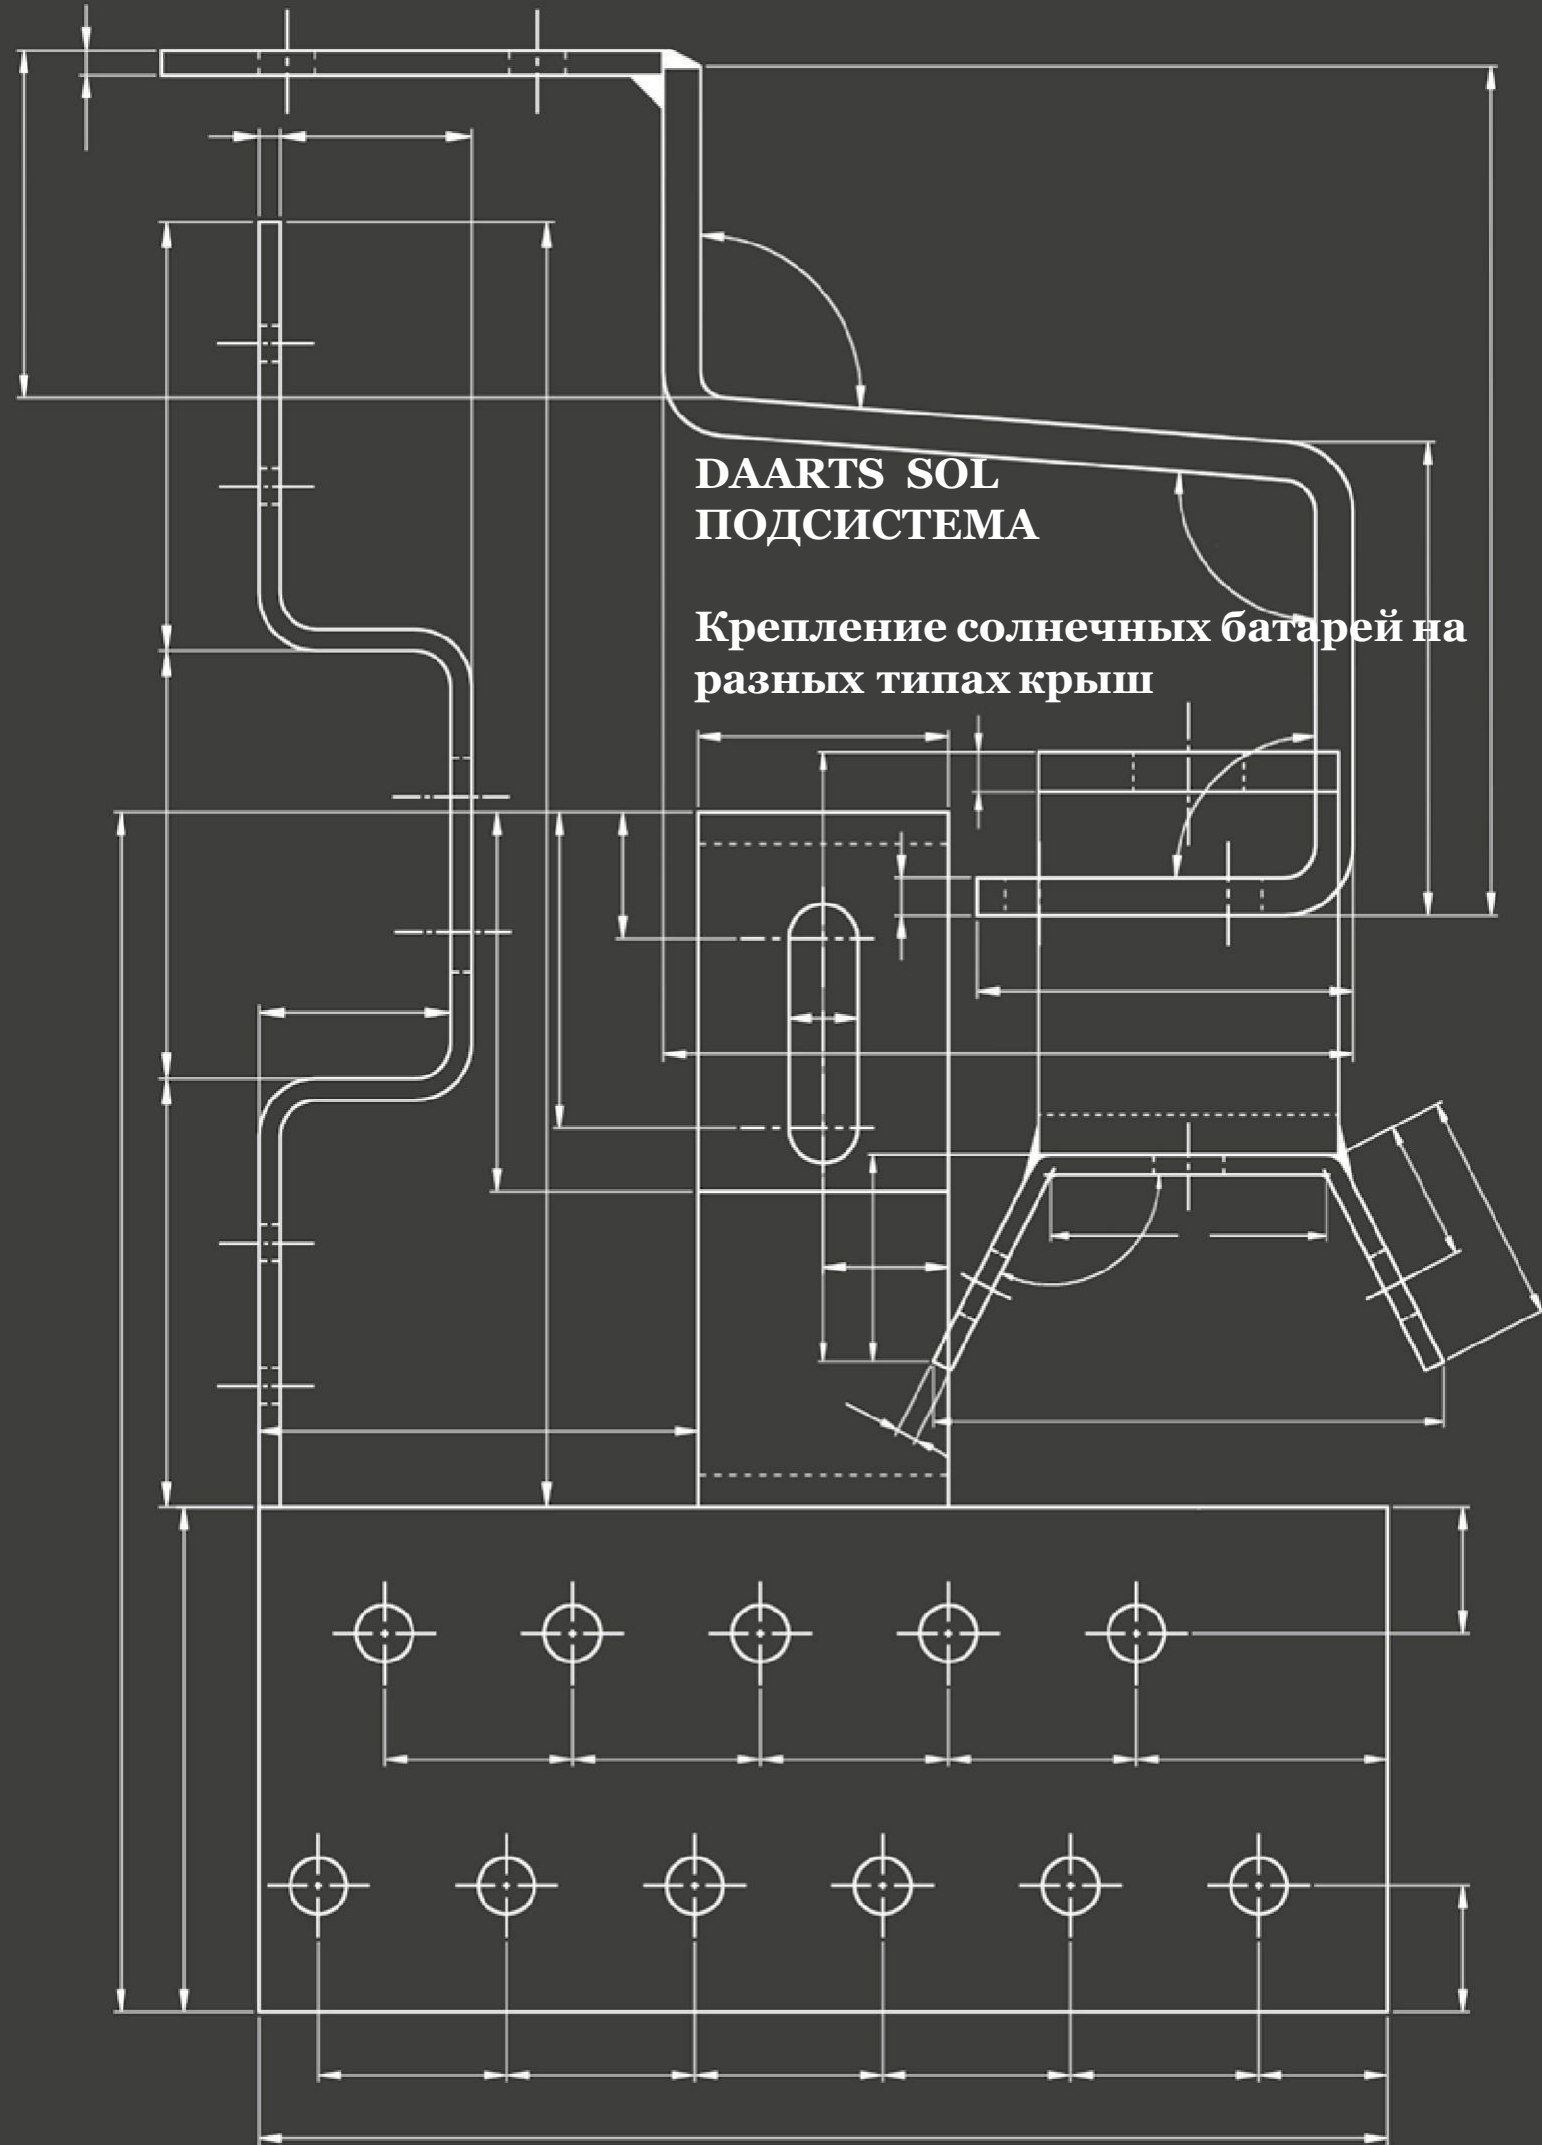 DAARTS SOL
ПОДСИСТЕМА
Крепление солнечных батарей на
разных типах крыш